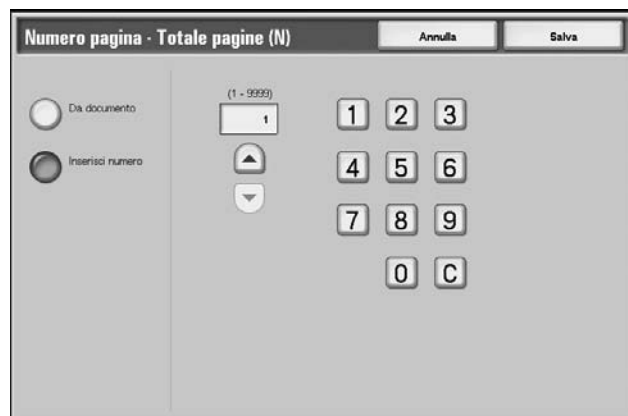 Numero pagina - Totale pagine (N)
Annulla
Salva
Da documento
Inserisci numero
(1 - 9999)
1
1 2 3
4 5 6
7 8 9
0 C